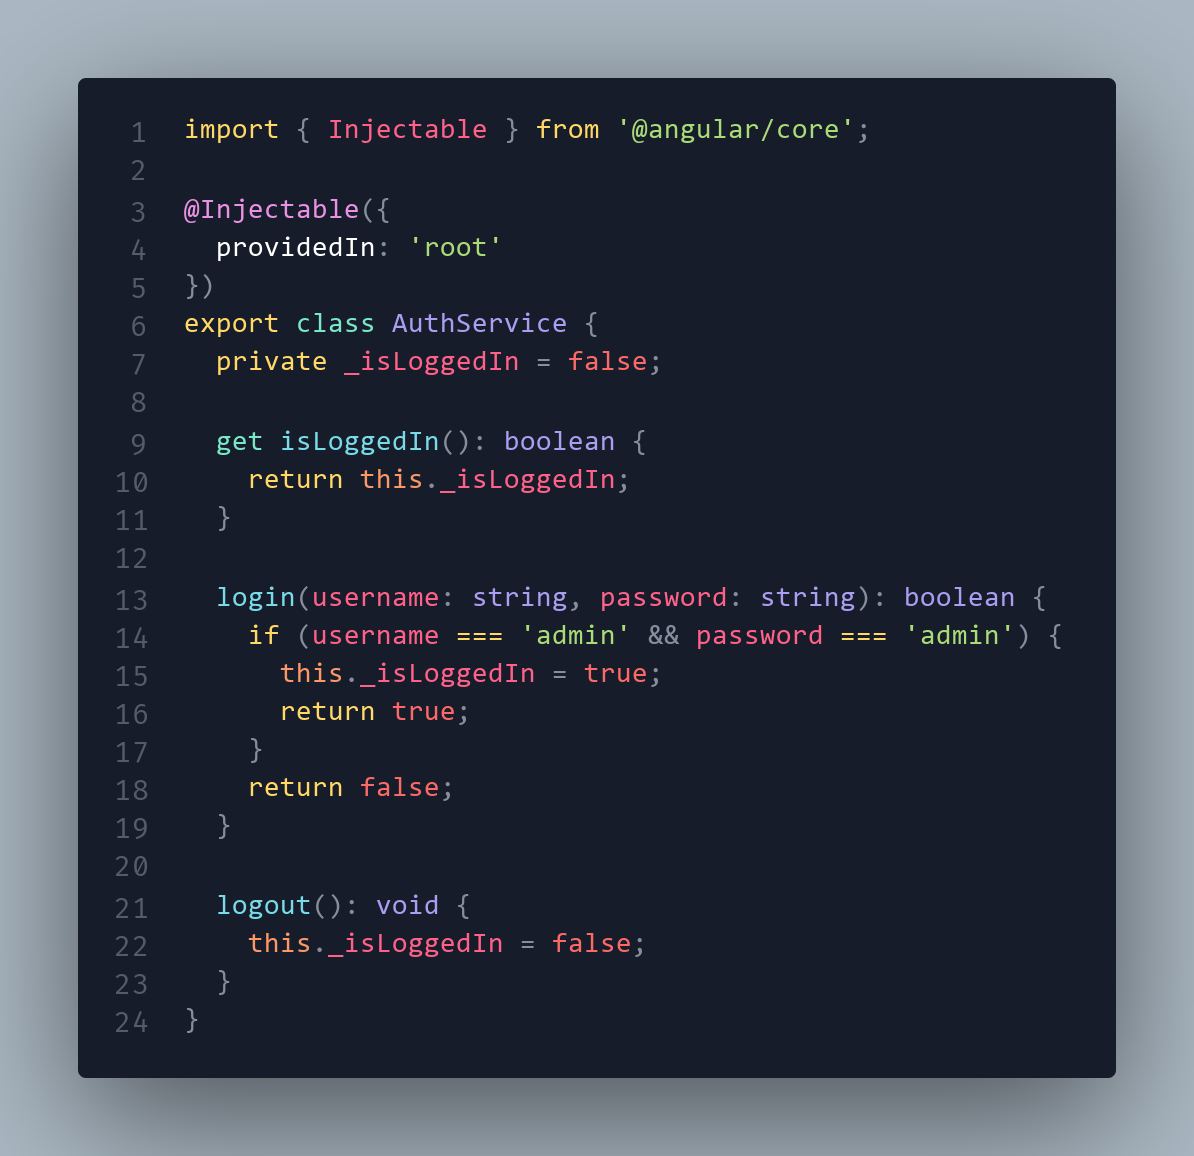 1 import { Injectable } from '@angular/core';
2
3 @Injectable({
4   providedIn: 'root'
5 })
6 export class AuthService {
7   private _isLoggedIn = false;
8
9   get isLoggedIn(): boolean {
10     return this._isLoggedIn;
11   }
12
13   login(username: string, password: string): boolean {
14     if (username === 'admin' && password === 'admin') {
15       this._isLoggedIn = true;
16       return true;
17     }
18     return false;
19   }
20
21   logout(): void {
22     this._isLoggedIn = false;
23   }
24 }